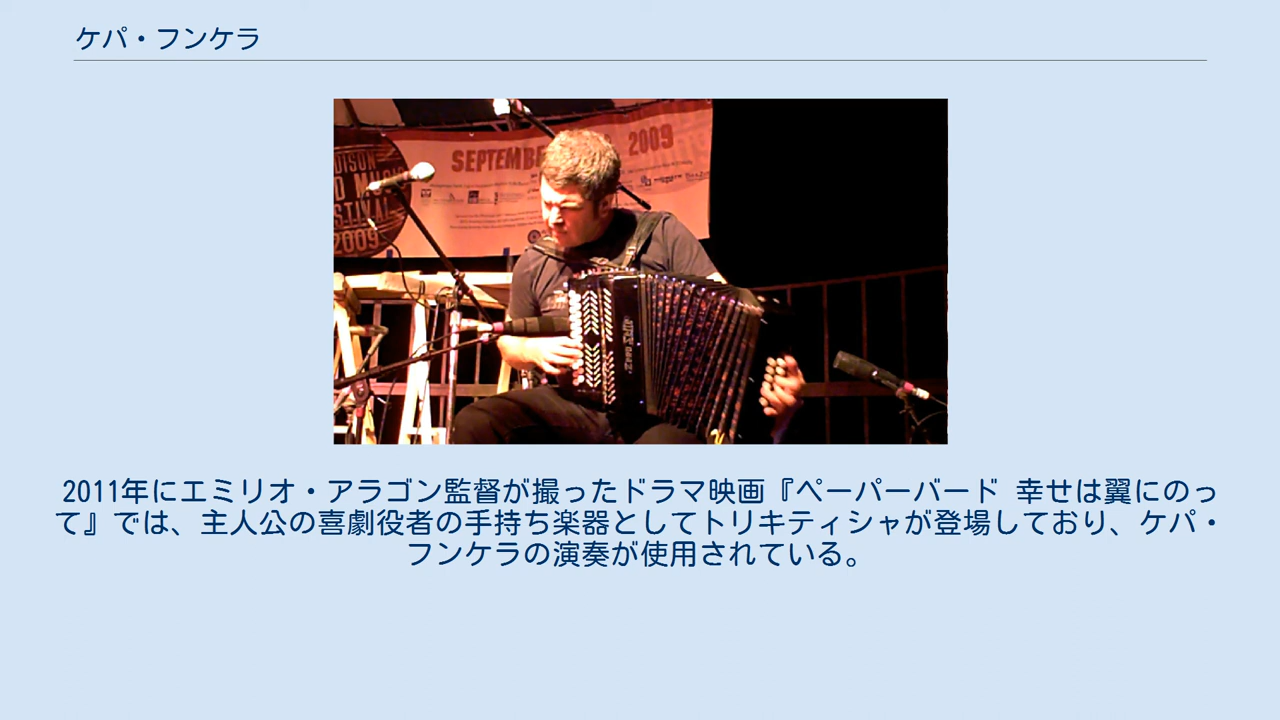 ケパ・フンケラ
SEPTEMBE 2009
DISON
D MUSIC
STIVAL
2009
2011年にエミリオ・アラゴン監督が撮ったドラマ映画『ペーパーバード 幸せは翼にのっ
て』では、主人公の喜劇役者の手持ち楽器としてトリキティシャが登場しており、ケパ・
フンケラの演奏が使用されている。